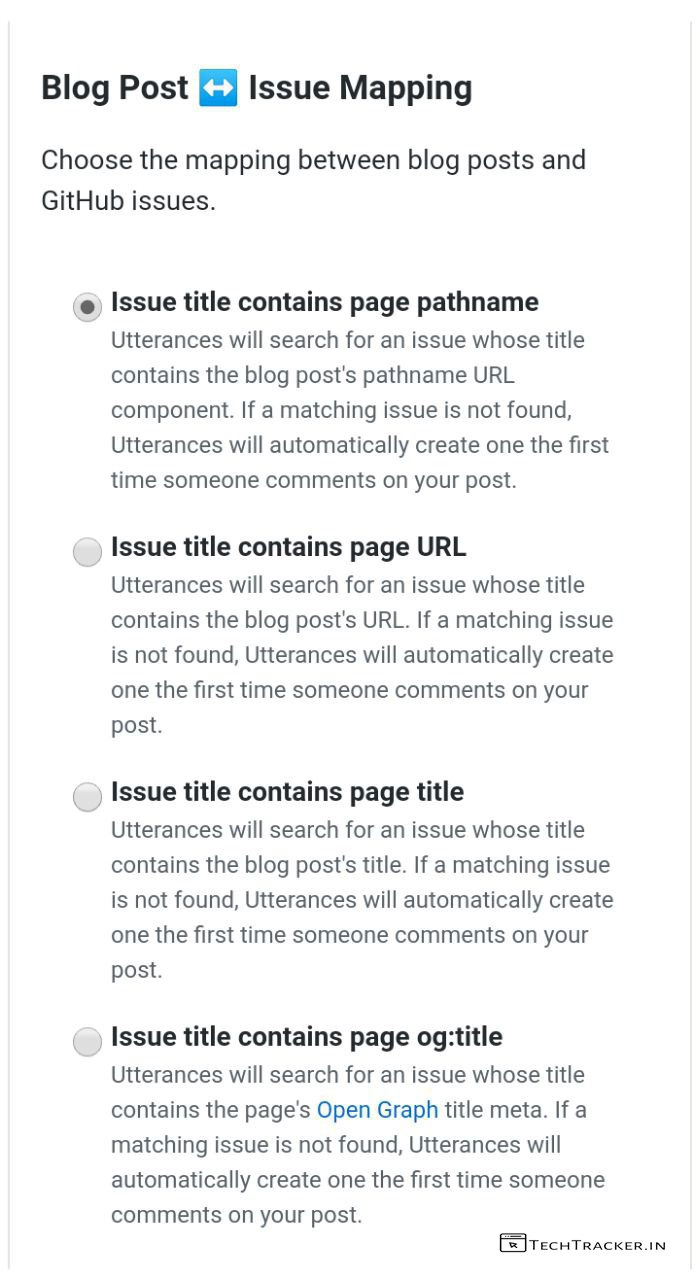 Blog Post ↔️ Issue Mapping
Choose the mapping between blog posts and
GitHub issues.
Issue title contains page pathname
Utterances will search for an issue whose title
contains the blog post's pathname URL
component. If a matching issue is not found,
Utterances will automatically create one the first
time someone comments on your post.
Issue title contains page URL
Utterances will search for an issue whose title
contains the blog post's URL. If a matching issue
is not found, Utterances will automatically create
one the first time someone comments on your
post.
Issue title contains page title
Utterances will search for an issue whose title
contains the blog post's title. If a matching issue
is not found, Utterances will automatically create
one the first time someone comments on your
post.
Issue title contains page og:title
Utterances will search for an issue whose title
contains the page's Open Graph title meta. If a
matching issue is not found, Utterances will
automatically create one the first time someone
comments on your post.
TECHTRACKER.IN